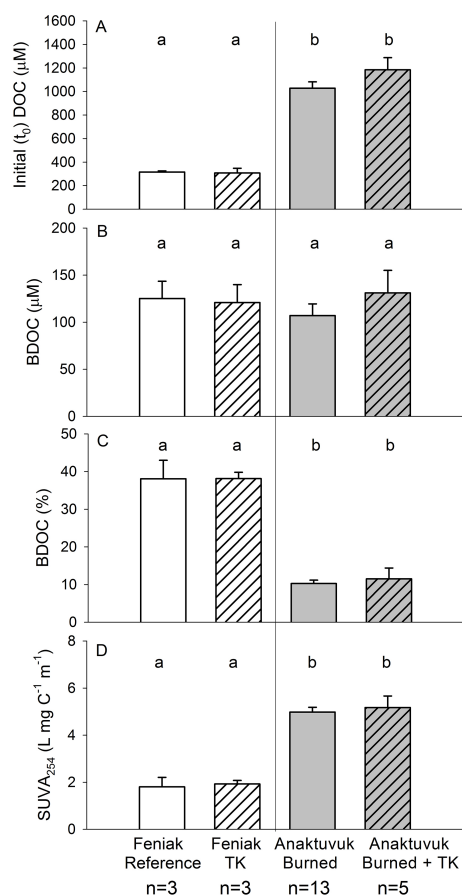 A
a a b b
Initial (t₀) DOC (µM)
1600
1400
1200
1000
800
600
400
200
0
B
a a a a
BDOC (µM)
200
150
100
50
0
C
a a b b
BDOC (%)
50
40
30
20
10
0
D
a a b b
SUVA₂₅₄ (L mg C⁻¹ m⁻¹)
8
6
4
2
0
Feniak Feniak Anaktuvuk Anaktuvuk
Reference TK Burned Burned + TK
n=3 n=3 n=13 n=5